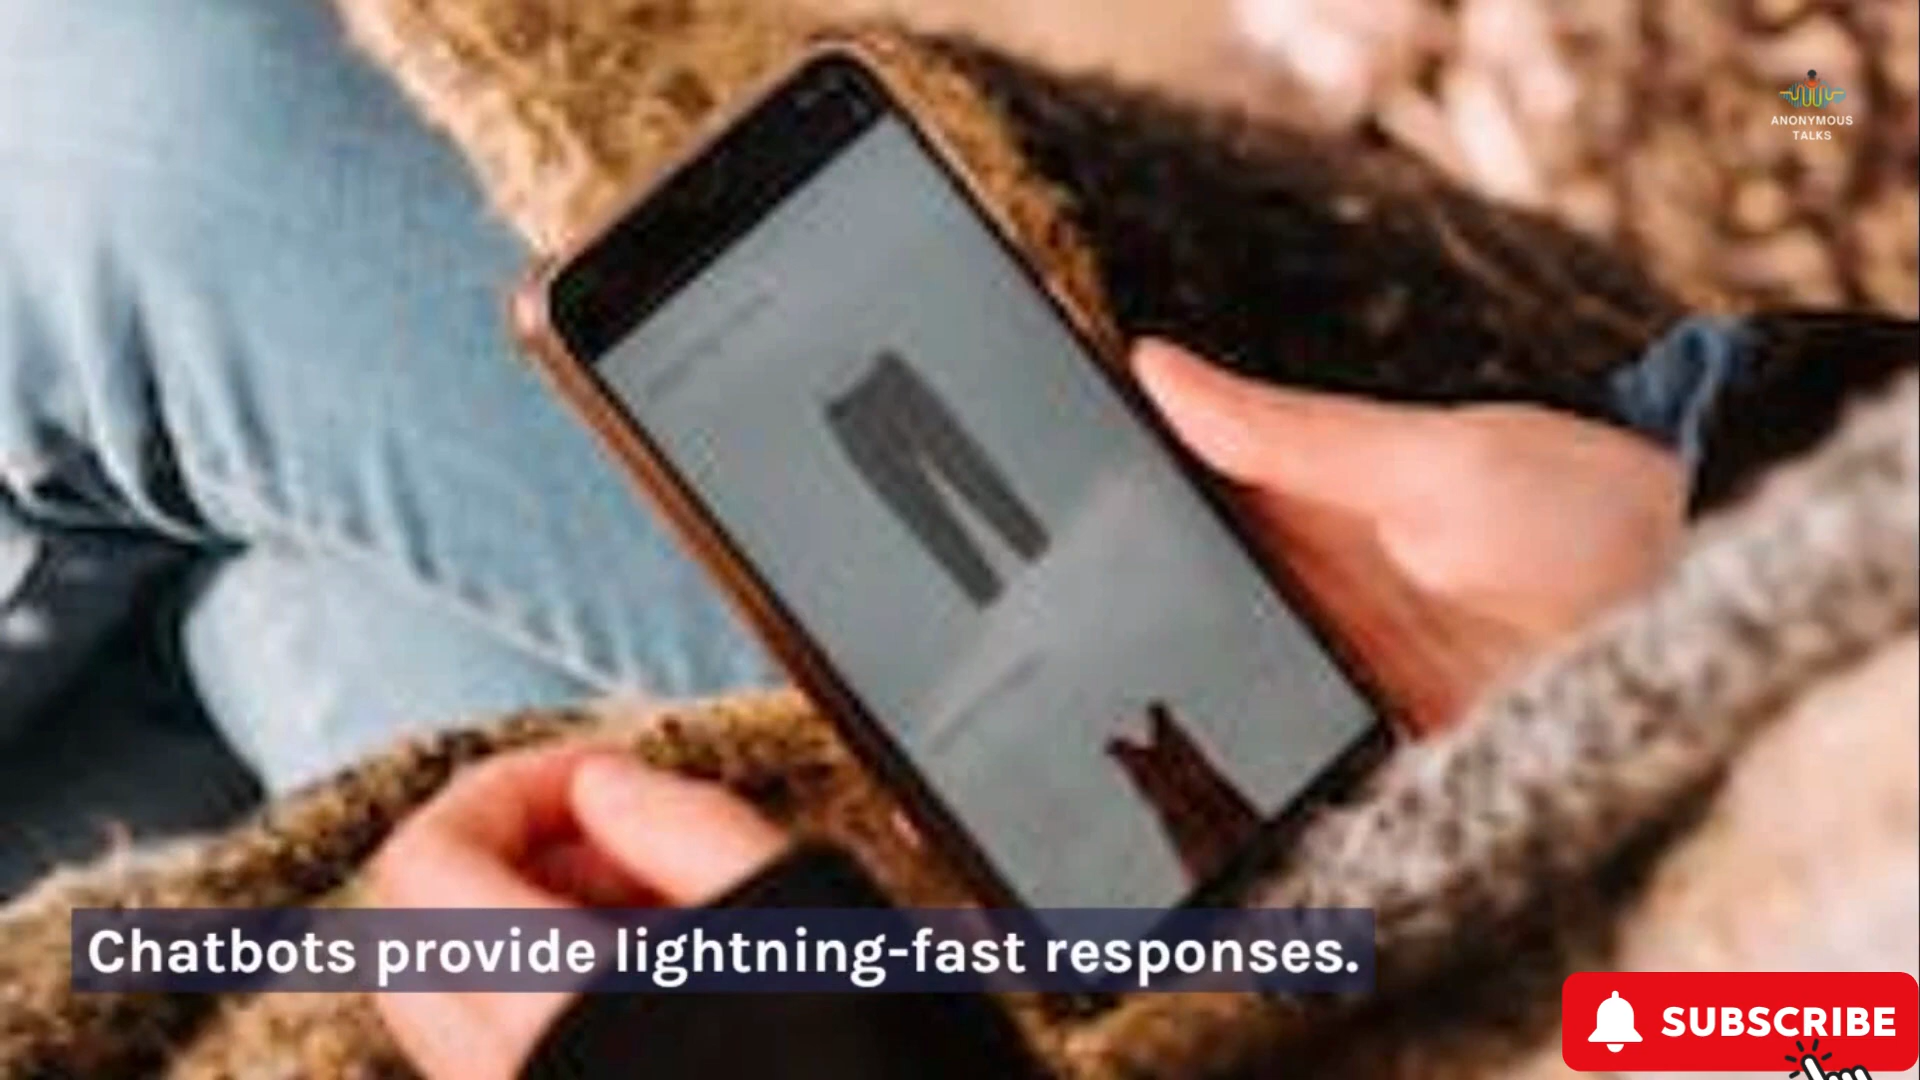 ANONYMOUS
TALKS
Chatbots provide lightning-fast responses.
SUBSCRIBE